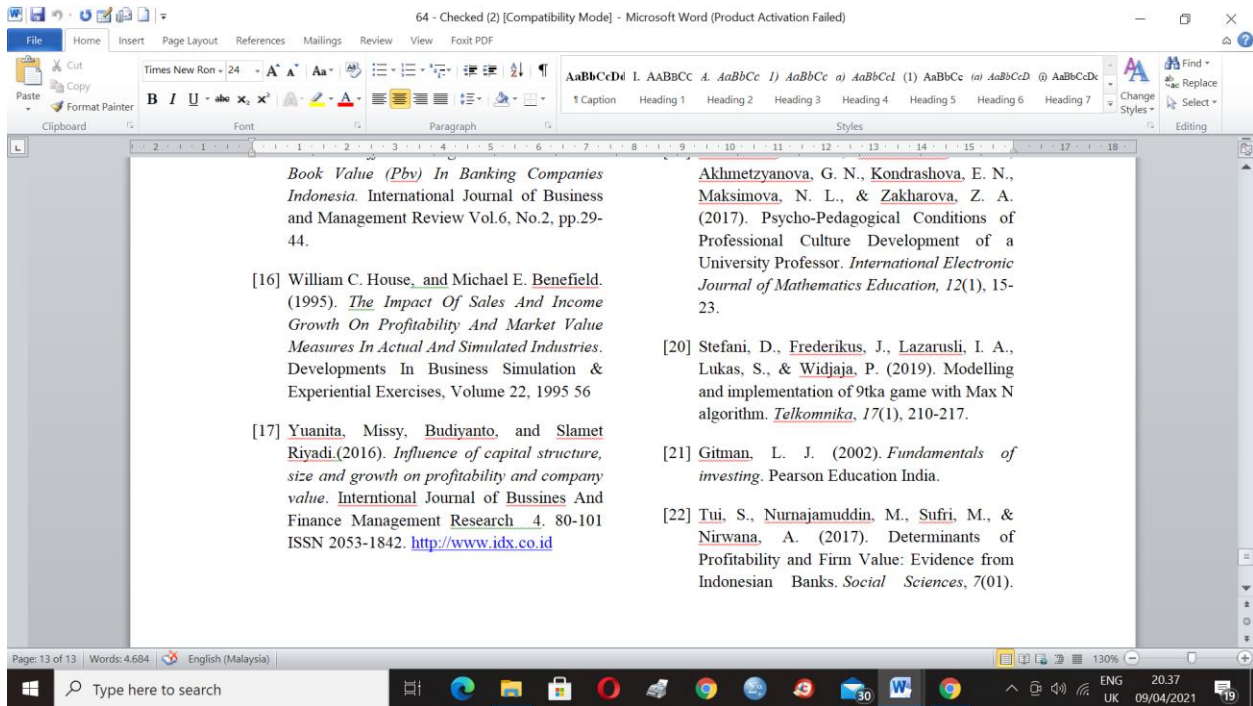 64 - Checked (2) [Compatibility Mode] - Microsoft Word (Product Activation Failed)
File Home Insert Page Layout References Mailings Review View Foxit PDF
Paste
Cut
Copy
Format Painter
Clipboard
Times New Ron 24
Font
Paragraph
AaBbCcDd I. AABBCC A. AaBbCc 1) AaBbCc a) AaBbCcI (1) AaBbCc (a) AaBbCcD (i) AaBbCcDc
¶ Caption Heading 1 Heading 2 Heading 3 Heading 4 Heading 5 Heading 6 Heading 7
Styles
Change Styles
Find
Replace
Select
Editing
Book Value (Pbv) In Banking Companies
Indonesia. International Journal of Business
and Management Review Vol.6, No.2, pp.29-
44.
[16] William C. House, and Michael E. Benefield.
(1995). The Impact Of Sales And Income
Growth On Profitability And Market Value
Measures In Actual And Simulated Industries.
Developments In Business Simulation &
Experiential Exercises, Volume 22, 1995 56
[17] Yuanita, Missy, Budiyanto, and Slamet
Riyadi.(2016). Influence of capital structure,
size and growth on profitability and company
value. Interntional Journal of Bussines And
Finance Management Research 4. 80-101
ISSN 2053-1842. http://www.idx.co.id
Akhmetzyanova, G. N., Kondrashova, E. N.,
Maksimova, N. L., & Zakharova, Z. A.
(2017). Psycho-Pedagogical Conditions of
Professional Culture Development of a
University Professor. International Electronic
Journal of Mathematics Education, 12(1), 15-
23.
[20] Stefani, D., Frederikus, J., Lazarusli, I. A.,
Lukas, S., & Widjaja, P. (2019). Modelling
and implementation of 9tka game with Max N
algorithm. Telkomnika, 17(1), 210-217.
[21] Gitman, L. J. (2002). Fundamentals of
investing. Pearson Education India.
[22] Tui, S., Nurnajamuddin, M., Sufri, M., &
Nirwana, A. (2017). Determinants of
Profitability and Firm Value: Evidence from
Indonesian Banks. Social Sciences, 7(01).
Page: 13 of 13 Words: 4.684 English (Malaysia) 130%
Type here to search 30 ENG 20.37
UK 09/04/2021 19